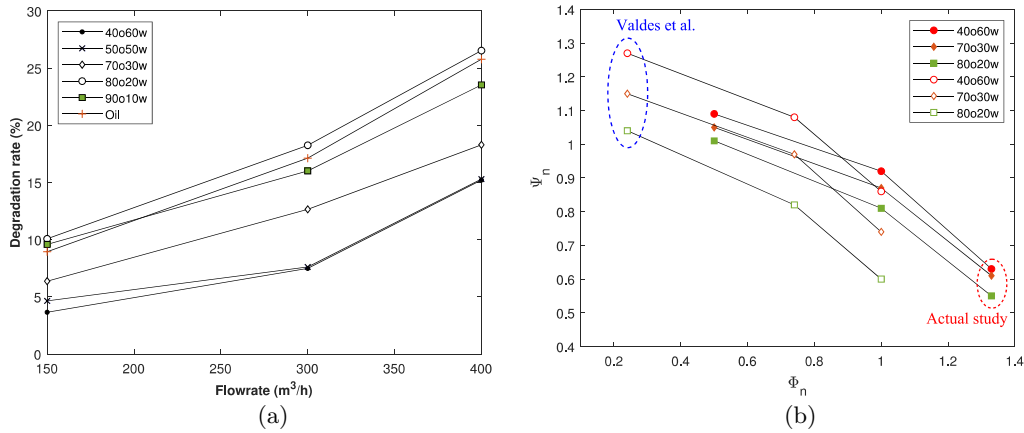 (a)
30
25
20
15
10
5
0
Degradation rate (%)
40o60w
50o50w
70o30w
80o20w
90o10w
Oil
150
200
250
300
350
400
Flowrate (m³/h)
(a)
(b)
1.4
1.3
1.2
1.1
1
0.9
0.8
0.7
0.6
0.5
0.4
Ψn
Valdes et al.
40o60w
70o30w
80o20w
40o60w
70o30w
80o20w
Actual study
0.2
0.4
0.6
0.8
1
1.2
1.4
Φn
(b)